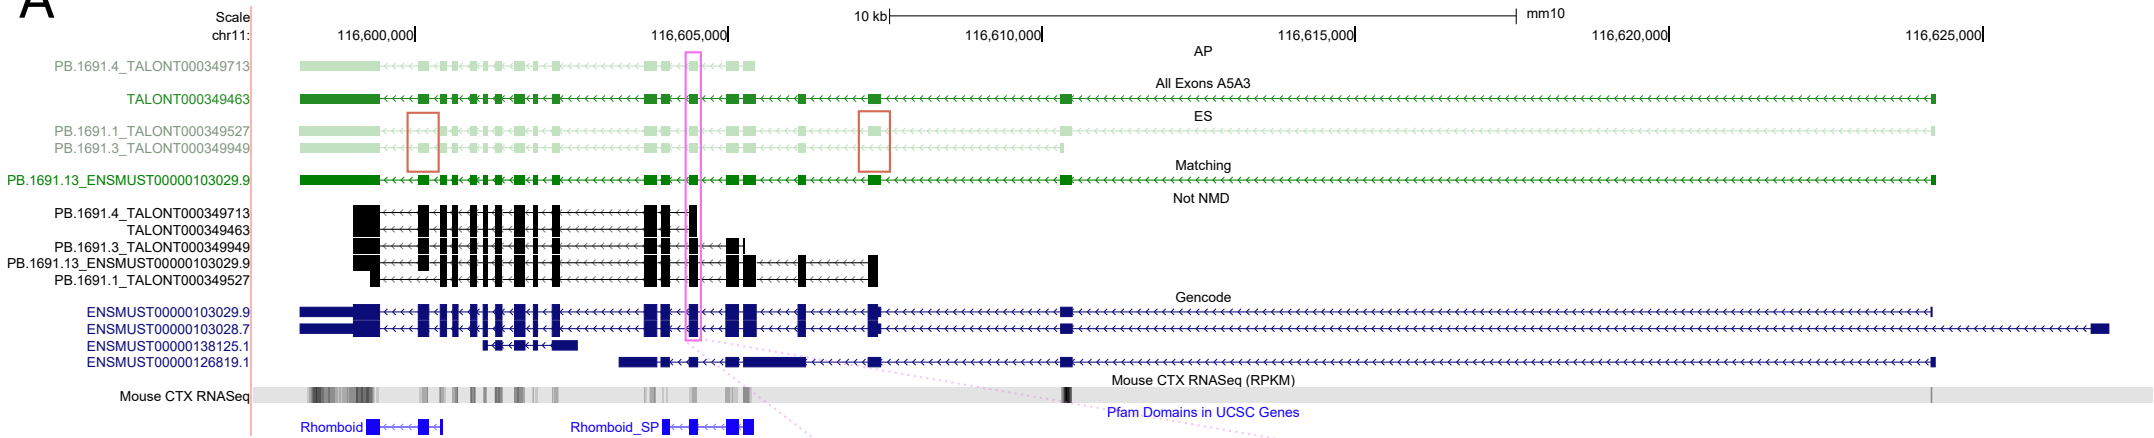 A
Scale 10 kb mm10
chr11: 116,600,000 116,605,000 116,610,000 116,615,000 116,620,000 116,625,000
AP
PB.1691.4_TALONT000349713
All Exons A5A3
TALONT000349463
ES
PB.1691.1_TALONT000349527
PB.1691.3_TALONT000349949
Matching
PB.1691.13_ENSMUST00000103029.9
Not NMD
PB.1691.4_TALONT000349713
TALONT000349463
PB.1691.3_TALONT000349949
PB.1691.13_ENSMUST00000103029.9
PB.1691.1_TALONT000349527
Gencode
ENSMUST00000103029.9
ENSMUST00000103028.7
ENSMUST00000138125.1
ENSMUST00000126819.1
Mouse CTX RNASeq (RPKM)
Mouse CTX RNASeq
Pfam Domains in UCSC Genes
Rhomboid Rhomboid_SP